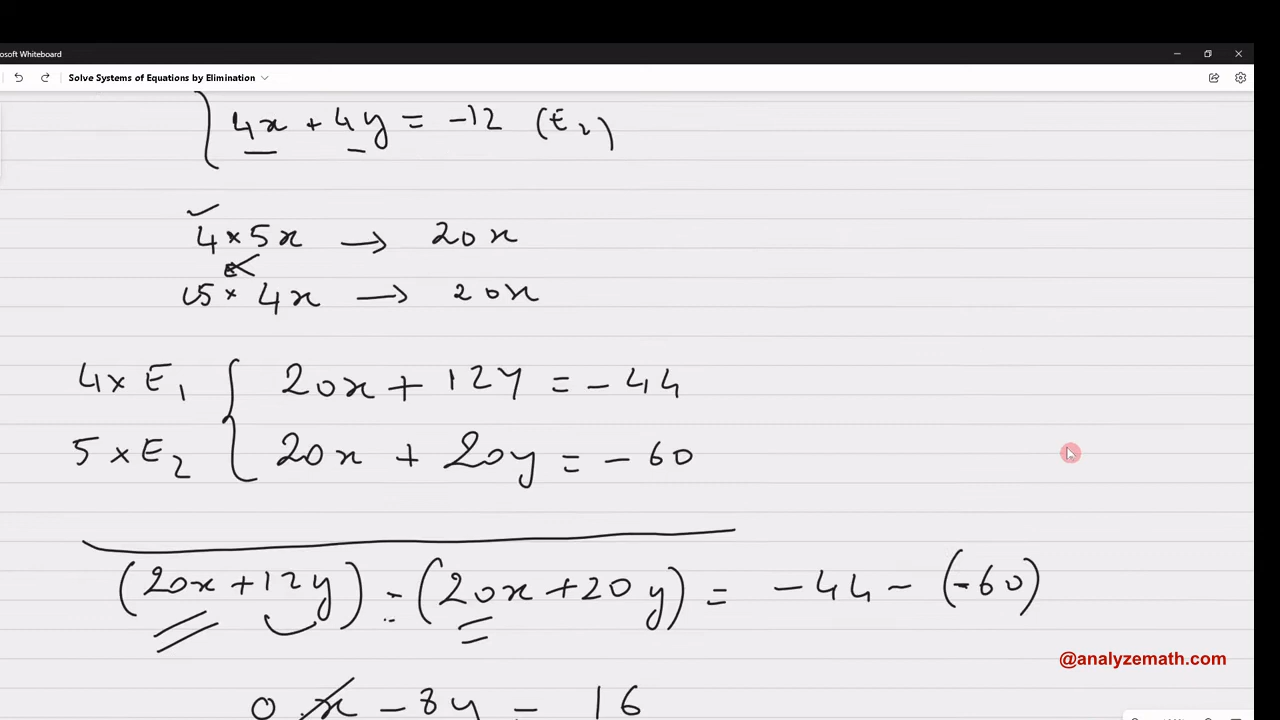 osoft Whiteboard
Solve Systems of Equations by Elimination
4x + 4y = -12 (E2)
4 × 5x → 20x
5 × 4x → 20x
4 × E1 { 20x + 12y = -44
5 × E2 { 20x + 20y = -60
(20x + 12y) - (20x + 20y) = -44 - (-60)
@analyzemath.com
0 x - 8y = 16